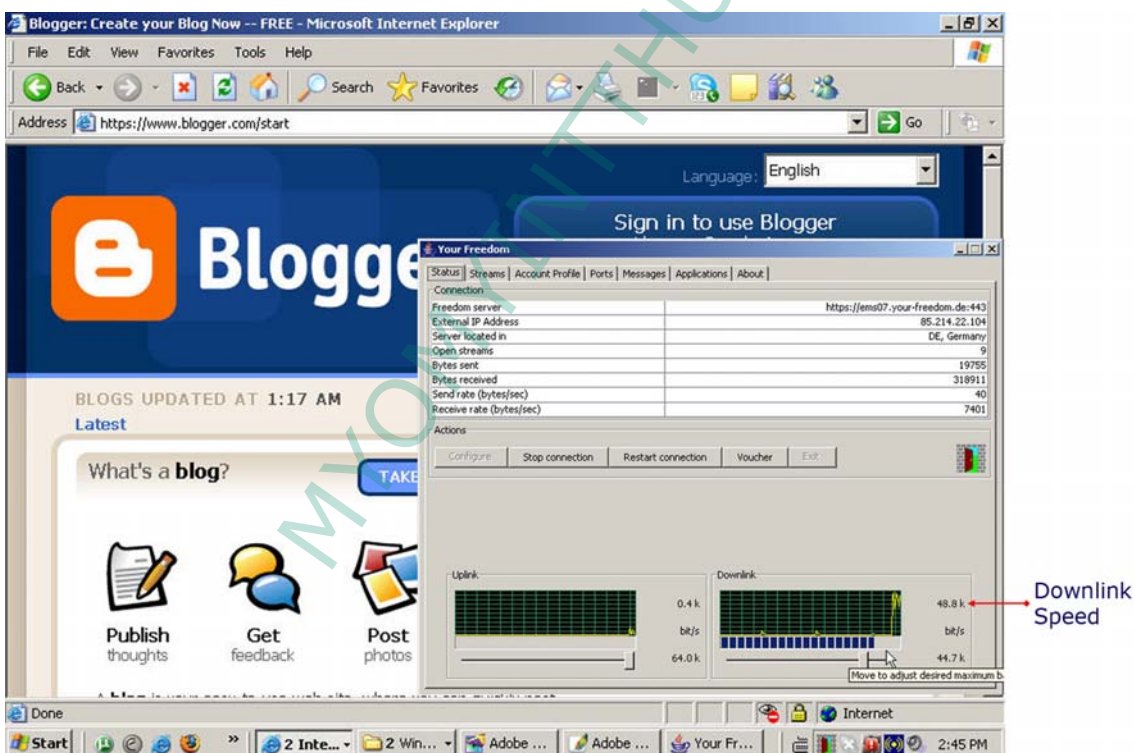 Blogger: Create your Blog Now -- FREE - Microsoft Internet Explorer
File Edit View Favorites Tools Help
Back Search Favorites
Address https://www.blogger.com/start Go
Language: English
Sign in to use Blogger
Blogge
BLOGS UPDATED AT 1:17 AM
Latest
What's a blog?
TAKE
Publish
thoughts
Get
feedback
Post
photos
Your Freedom
Status Streams Account Profile Ports Messages Applications About
Connection
Freedom server https://ems07.your-freedom.de:443
External IP Address 85.214.22.104
Server located in DE, Germany
Open streams 9
Bytes sent 19755
Bytes received 318911
Send rate (bytes/sec) 40
Receive rate (bytes/sec) 7401
Actions
Configure Stop connection Restart connection Voucher Exit
Uplink
0.4 k
bit/s
64.0 k
Downlink
48.8 k
bit/s
44.7 k
Move to adjust desired maximum b
Downlink
Speed
Done Internet
Start 2 Inte... 2 Win... Adobe ... Adobe ... Your Fr... 2:45 PM
MYOMYINTTHU